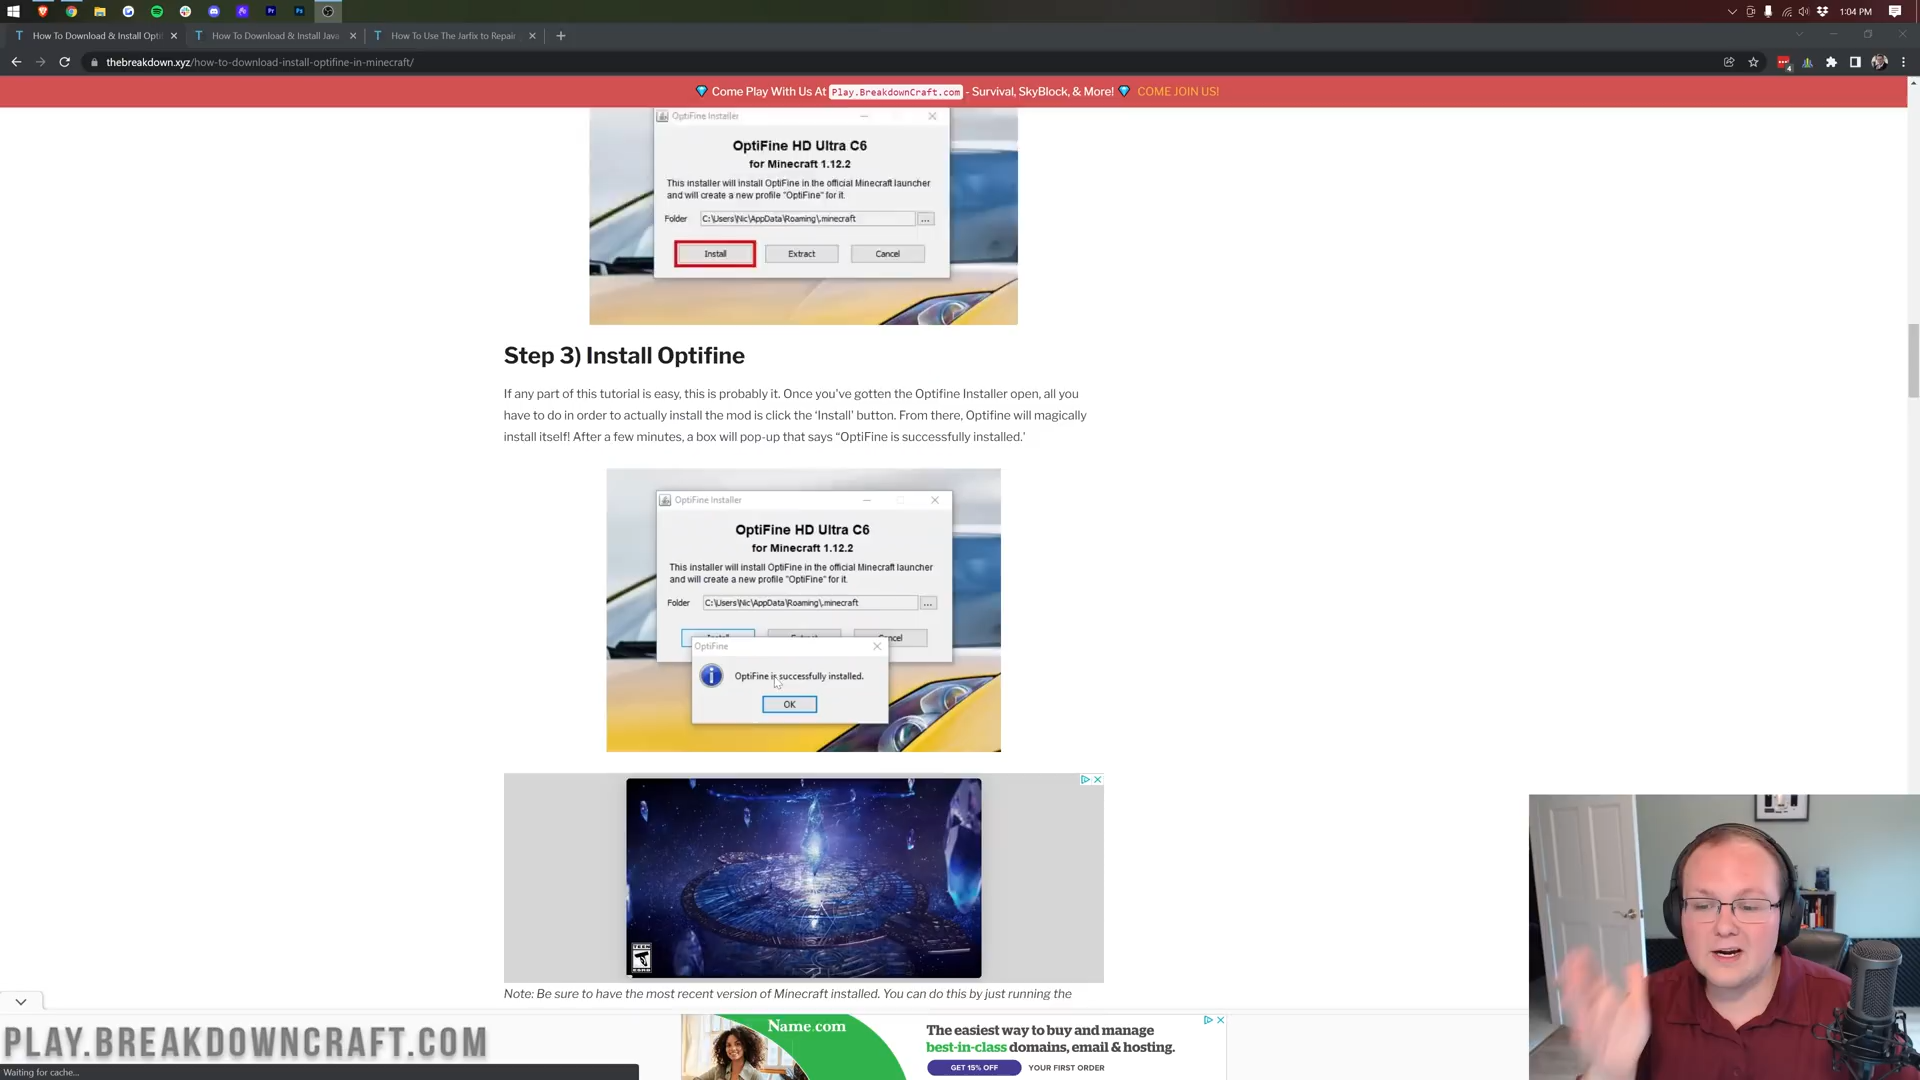 1:04 PM
How To Download & Install Opti
How To Download & Install Java
How To Use The Jarfix to Repair
thebreakdown.xyz/how-to-download-install-optifine-in-minecraft/
Come Play With Us At Play.BreakdownCraft.com - Survival, SkyBlock, & More! COME JOIN US!
OptiFine Installer
OptiFine HD Ultra C6
for Minecraft 1.12.2
This installer will install OptiFine in the official Minecraft launcher
and will create a new profile "OptiFine" for it.
Folder C:\Users\Nic\AppData\Roaming\.minecraft ...
Install Extract Cancel
Step 3) Install Optifine
If any part of this tutorial is easy, this is probably it. Once you've gotten the Optifine Installer open, all you
have to do in order to actually install the mod is click the ‘Install’ button. From there, Optifine will magically
install itself! After a few minutes, a box will pop-up that says “OptiFine is successfully installed.’
OptiFine Installer
OptiFine HD Ultra C6
for Minecraft 1.12.2
This installer will install OptiFine in the official Minecraft launcher
and will create a new profile "OptiFine" for it.
Folder C:\Users\Nic\AppData\Roaming\.minecraft ...
OptiFine
OptiFine is successfully installed.
OK
TEEN
Note: Be sure to have the most recent version of Minecraft installed. You can do this by just running the
PLAY.BREAKDOWNCRAFT.COM
Waiting for cache...
Name.com
The easiest way to buy and manage
best-in-class domains, email & hosting.
GET 15% OFF YOUR FIRST ORDER